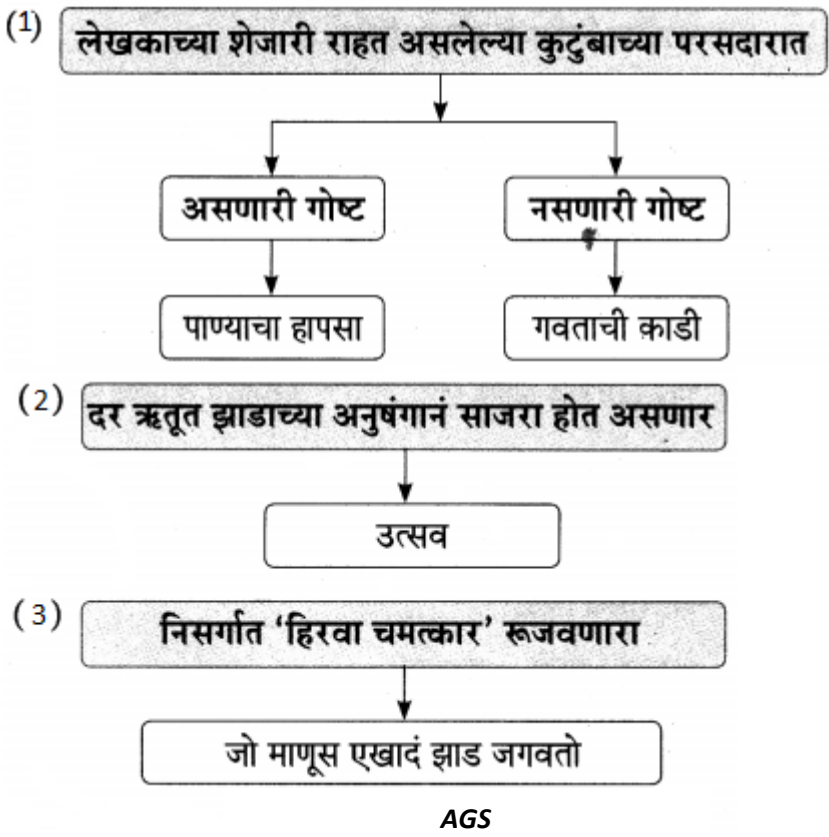 (1) लेखकाच्या शेजारी राहत असलेल्या कुटुंबाच्या परसदारात
असणारी गोष्ट
नसणारी गोष्ट
पाण्याचा हापसा
गवताची काडी
(2) दर ऋतूत झाडाच्या अनुषंगानं साजरा होत असणार
उत्सव
(3) निसर्गात ‘हिरवा चमत्कार’ रूजवणारा
जो माणूस एखादं झाड जगवतो
AGS